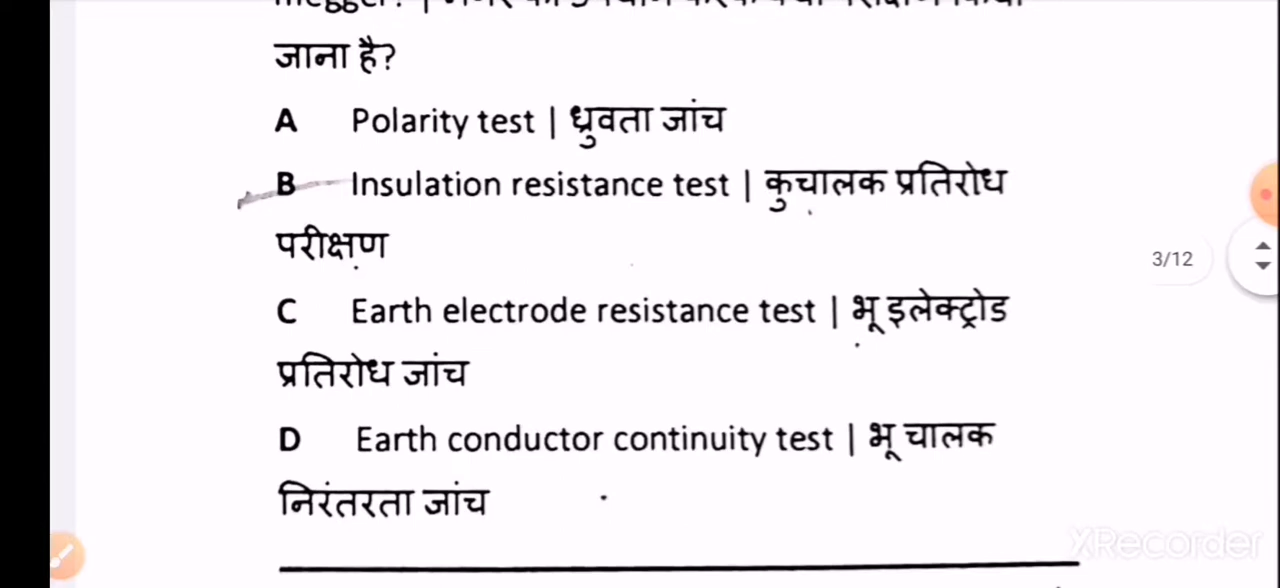 जाना है?
A Polarity test | ध्रुवता जांच
B Insulation resistance test | कुचालक प्रतिरोध
परीक्षण
3/12
C Earth electrode resistance test | भू इलेक्ट्रोड
प्रतिरोध जांच
D Earth conductor continuity test | भू चालक
निरंतरता जांच
XRecorder